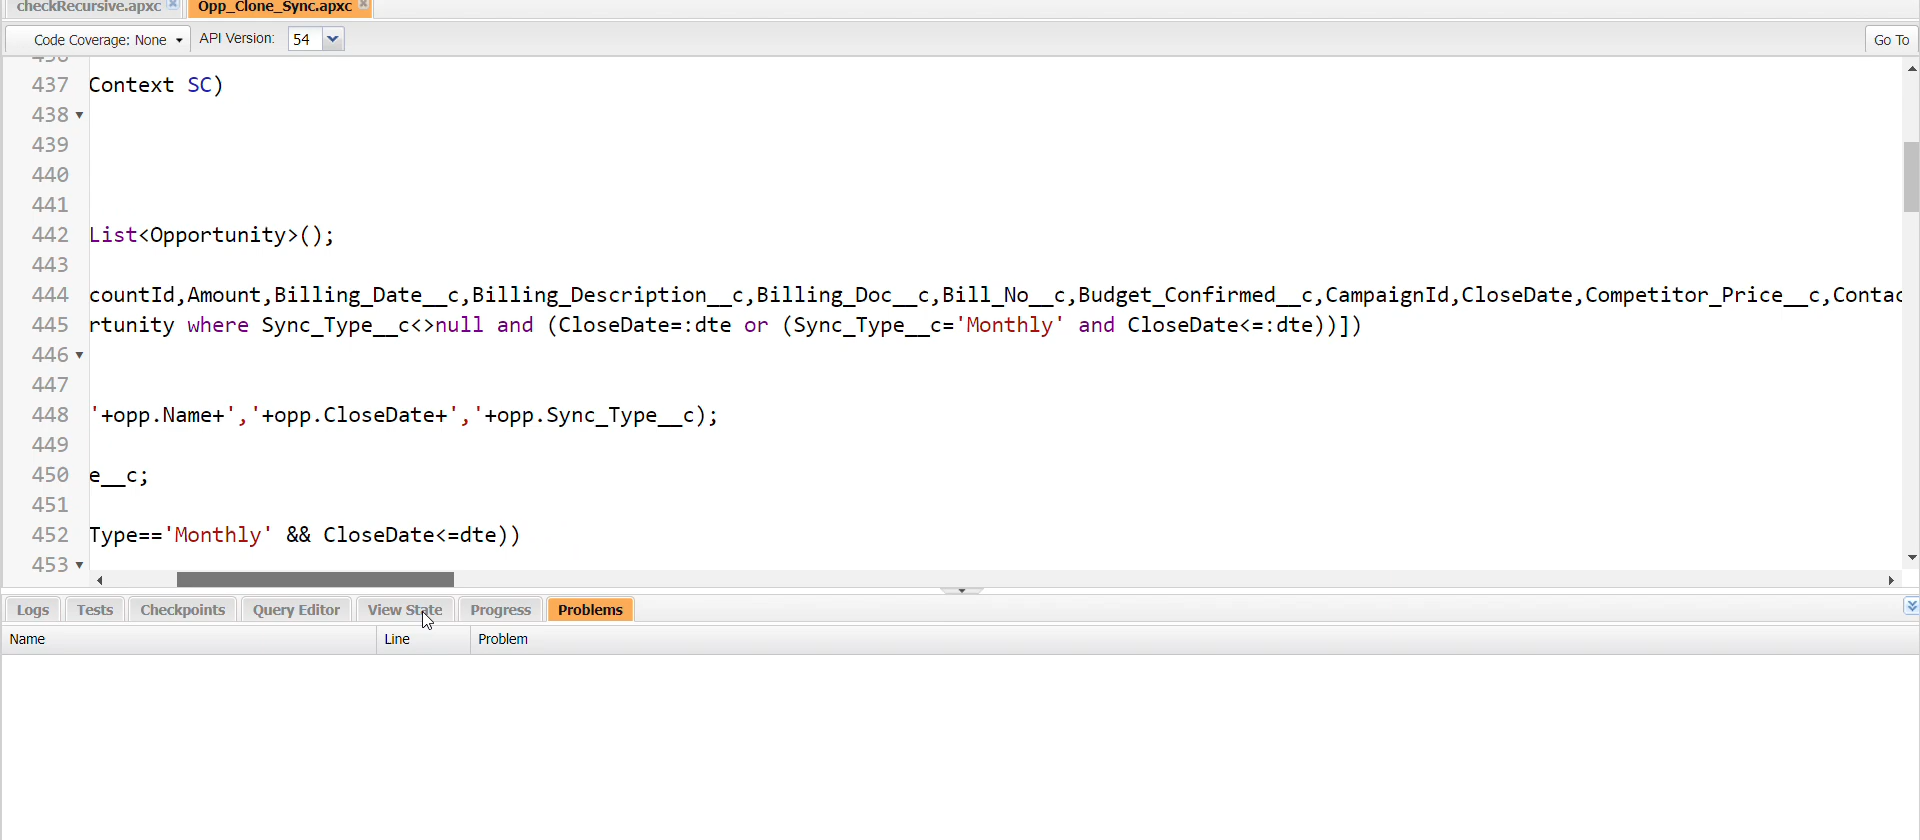 checkRecursive.apxc Opp_Clone_Sync.apxc
Code Coverage: None API Version: 54 Go To
436
437 Context SC)
438
439
440
441
442 List<Opportunity>();
443
444 countId,Amount,Billing_Date__c,Billing_Description__c,Billing_Doc__c,Bill_No__c,Budget_Confirmed__c,CampaignId,CloseDate,Competitor_Price__c,Contac
445 rtunity where Sync_Type__c<>null and (CloseDate=:dte or (Sync_Type__c='Monthly' and CloseDate<=:dte))])
446
447
448 '+opp.Name+','+opp.CloseDate+','+opp.Sync_Type__c);
449
450 e__c;
451
452 Type=='Monthly' && CloseDate<=dte))
453
Logs Tests Checkpoints Query Editor View State Progress Problems
Name Line Problem